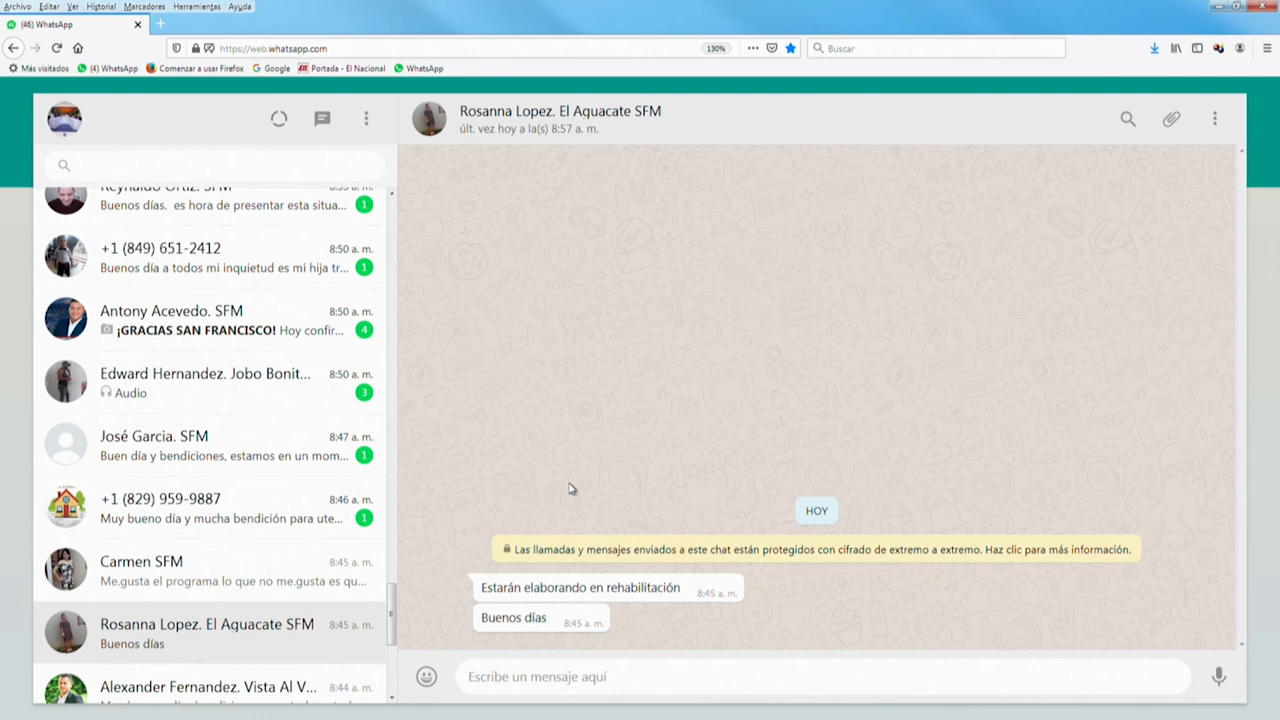 Archivo Editar Ver Historial Marcadores Herramientas Ayuda
(46) WhatsApp
https://web.whatsapp.com
130%
Buscar
Más visitados (4) WhatsApp Comenzar a usar Firefox Google Portada - El Nacional WhatsApp
Rosanna Lopez. El Aguacate SFM
últ. vez hoy a la(s) 8:57 a. m.
Reynaldo Ortiz. SFM
Buenos días. es hora de presentar esta situa... 1
+1 (849) 651-2412 8:50 a. m.
Buenos día a todos mi inquietud es mi hija tr... 1
Antony Acevedo. SFM 8:50 a. m.
¡GRACIAS SAN FRANCISCO! Hoy confir... 4
Edward Hernandez. Jobo Bonit... 8:50 a. m.
Audio 3
José Garcia. SFM 8:47 a. m.
Buen día y bendiciones, estamos en un mom... 1
+1 (829) 959-9887 8:46 a. m.
Muy bueno día y mucha bendición para ute... 1
Carmen SFM 8:45 a. m.
Me.gusta el programa lo que no me.gusta es qu...
Rosanna Lopez. El Aguacate SFM 8:45 a. m.
Buenos días
Alexander Fernandez. Vista Al V... 8:44 a. m.
HOY
Las llamadas y mensajes enviados a este chat están protegidos con cifrado de extremo a extremo. Haz clic para más información.
Estarán elaborando en rehabilitación 8:45 a. m.
Buenos días 8:45 a. m.
Escribe un mensaje aquí